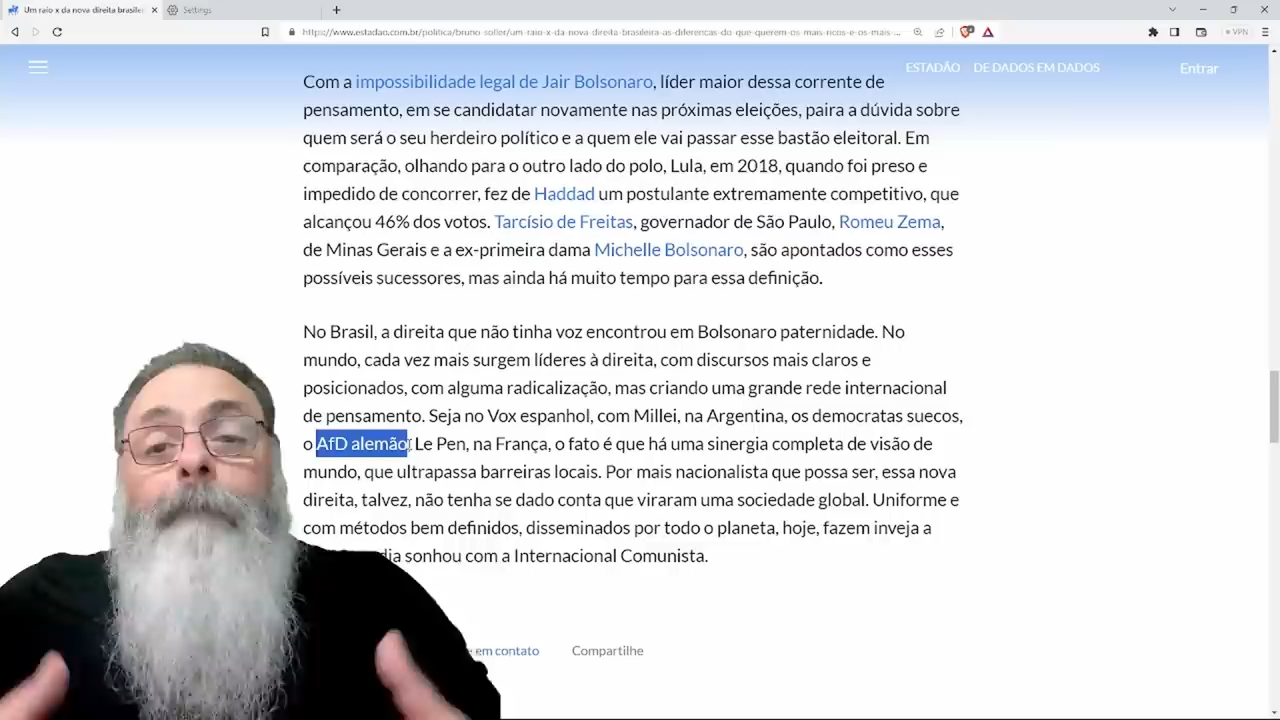 Um raio x da nova direita brasileir
Settings
https://www.estadao.com.br/politica/bruno-soller/um-raio-x-da-nova-direita-brasileira-as-diferencas-do-que-querem-os-mais-ricos-e-os-mais-...
VPN
ESTADÃO DE DADOS EM DADOS
Entrar
Com a impossibilidade legal de Jair Bolsonaro, líder maior dessa corrente de
pensamento, em se candidatar novamente nas próximas eleições, paira a dúvida sobre
quem será o seu herdeiro político e a quem ele vai passar esse bastão eleitoral. Em
comparação, olhando para o outro lado do polo, Lula, em 2018, quando foi preso e
impedido de concorrer, fez de Haddad um postulante extremamente competitivo, que
alcançou 46% dos votos. Tarcísio de Freitas, governador de São Paulo, Romeu Zema,
de Minas Gerais e a ex-primeira dama Michelle Bolsonaro, são apontados como esses
possíveis sucessores, mas ainda há muito tempo para essa definição.
No Brasil, a direita que não tinha voz encontrou em Bolsonaro paternidade. No
mundo, cada vez mais surgem líderes à direita, com discursos mais claros e
posicionados, com alguma radicalização, mas criando uma grande rede internacional
de pensamento. Seja no Vox espanhol, com Millei, na Argentina, os democratas suecos,
o AfD alemão, Le Pen, na França, o fato é que há uma sinergia completa de visão de
mundo, que ultrapassa barreiras locais. Por mais nacionalista que possa ser, essa nova
direita, talvez, não tenha se dado conta que viraram uma sociedade global. Uniforme e
com métodos bem definidos, disseminados por todo o planeta, hoje, fazem inveja a
dia sonhou com a Internacional Comunista.
em contato Compartilhe